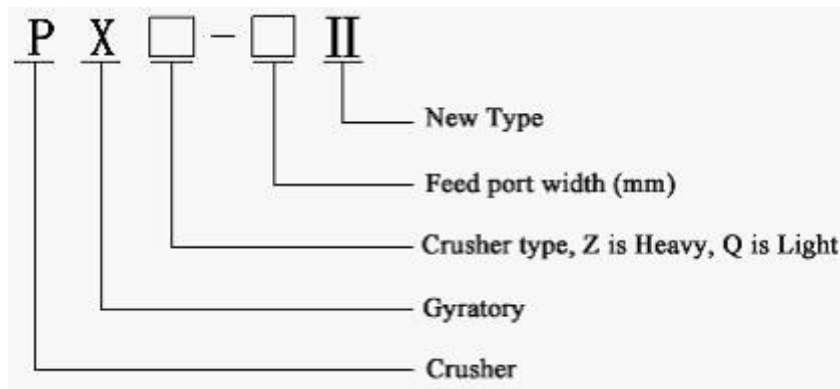 P X □ - □ II
New Type
Feed port width (mm)
Crusher type, Z is Heavy, Q is Light
Gyratory
Crusher